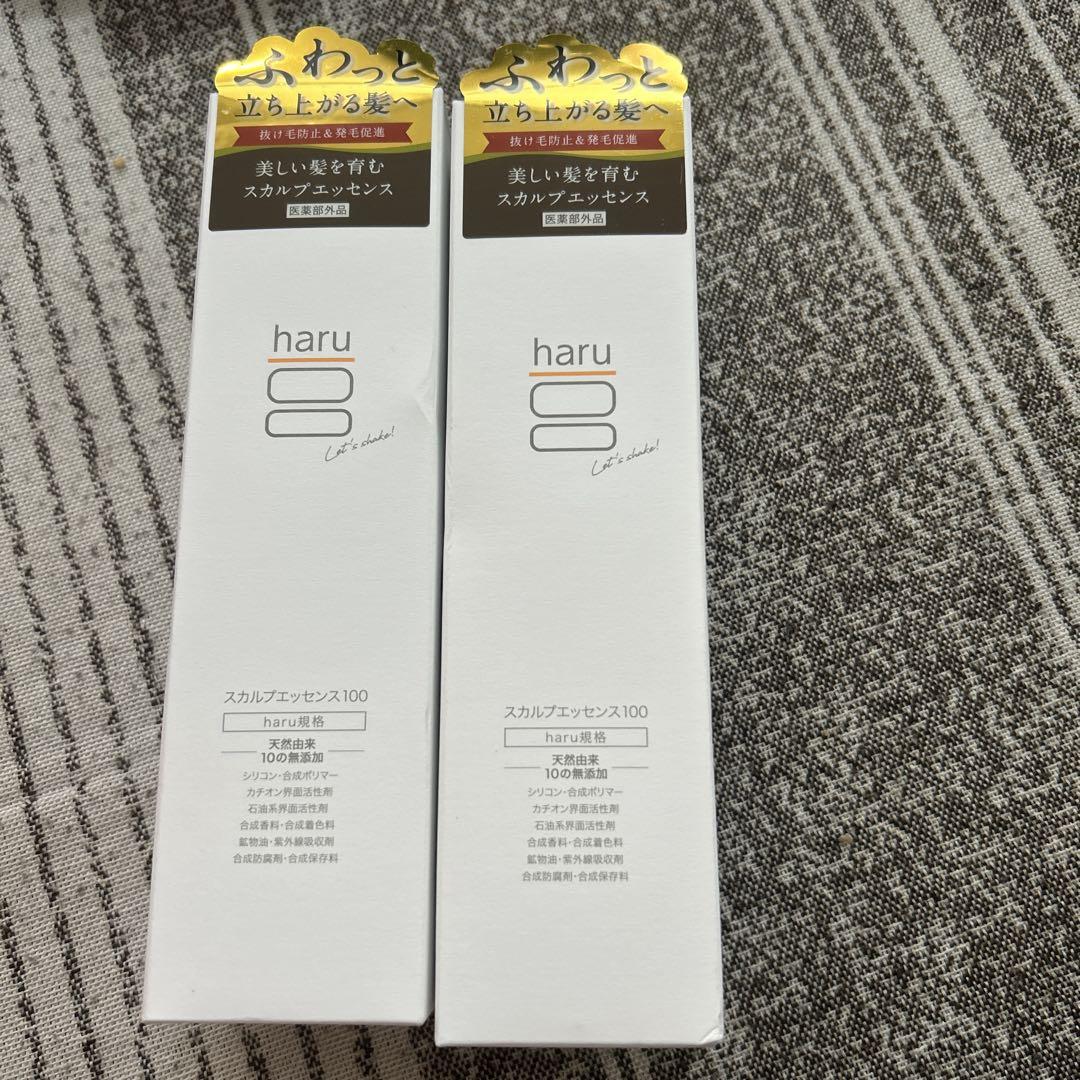 ふわっと
立ち上がる髪へ
抜け毛防止&発毛促進
美しい髪を育む
スカルプエッセンス
医薬部外品
haru
Let's shake!
スカルプエッセンス100
haru規格
天然由来
10の無添加
シリコン・合成ポリマー
カチオン界面活性剤
石油系界面活性剤
合成香料・合成着色料
鉱物油・紫外線吸収剤
合成防腐剤・合成保存料
ふわっと
立ち上がる髪へ
抜け毛防止&発毛促進
美しい髪を育む
スカルプエッセンス
医薬部外品
haru
Let's shake!
スカルプエッセンス100
haru規格
天然由来
10の無添加
シリコン・合成ポリマー
カチオン界面活性剤
石油系界面活性剤
合成香料・合成着色料
鉱物油・紫外線吸収剤
合成防腐剤・合成保存料